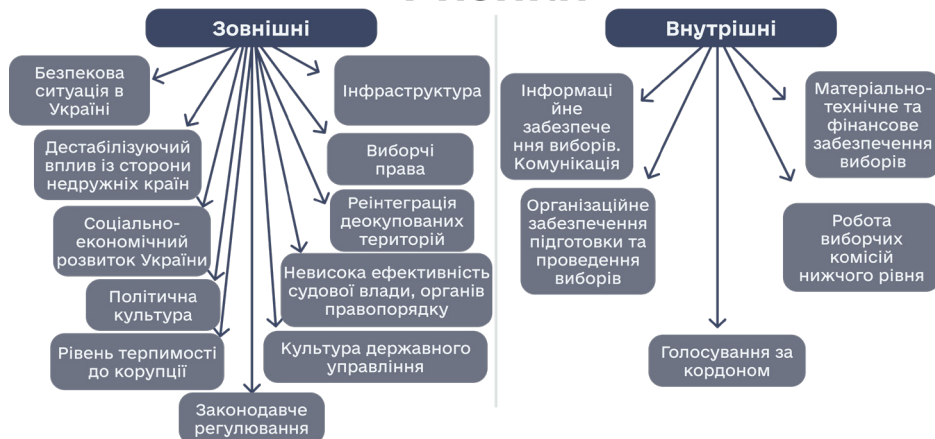 Зовнішні
Безпекова
ситуація в
Україні
Дестабілізуючий
вплив із сторони
недружніх країн
Соціально-
економічний
розвиток України
Політична
культура
Рівень терпимості
до корупції
Законодавче
регулювання
Інфраструктура
Виборчі
права
Реінтеграція
деокупованих
територій
Невисока ефективність
судової влади, органів
правопорядку
Культура державного
управління
Внутрішні
Інформаці
йне
забезпече
ння виборів.
Комунікація
Організаційне
забезпечення
підготовки та
проведення
виборів
Матеріально-
технічне та
фінансове
забезпечення
виборів
Робота
виборчих
комісій
нижчого рівня
Голосування за
кордоном